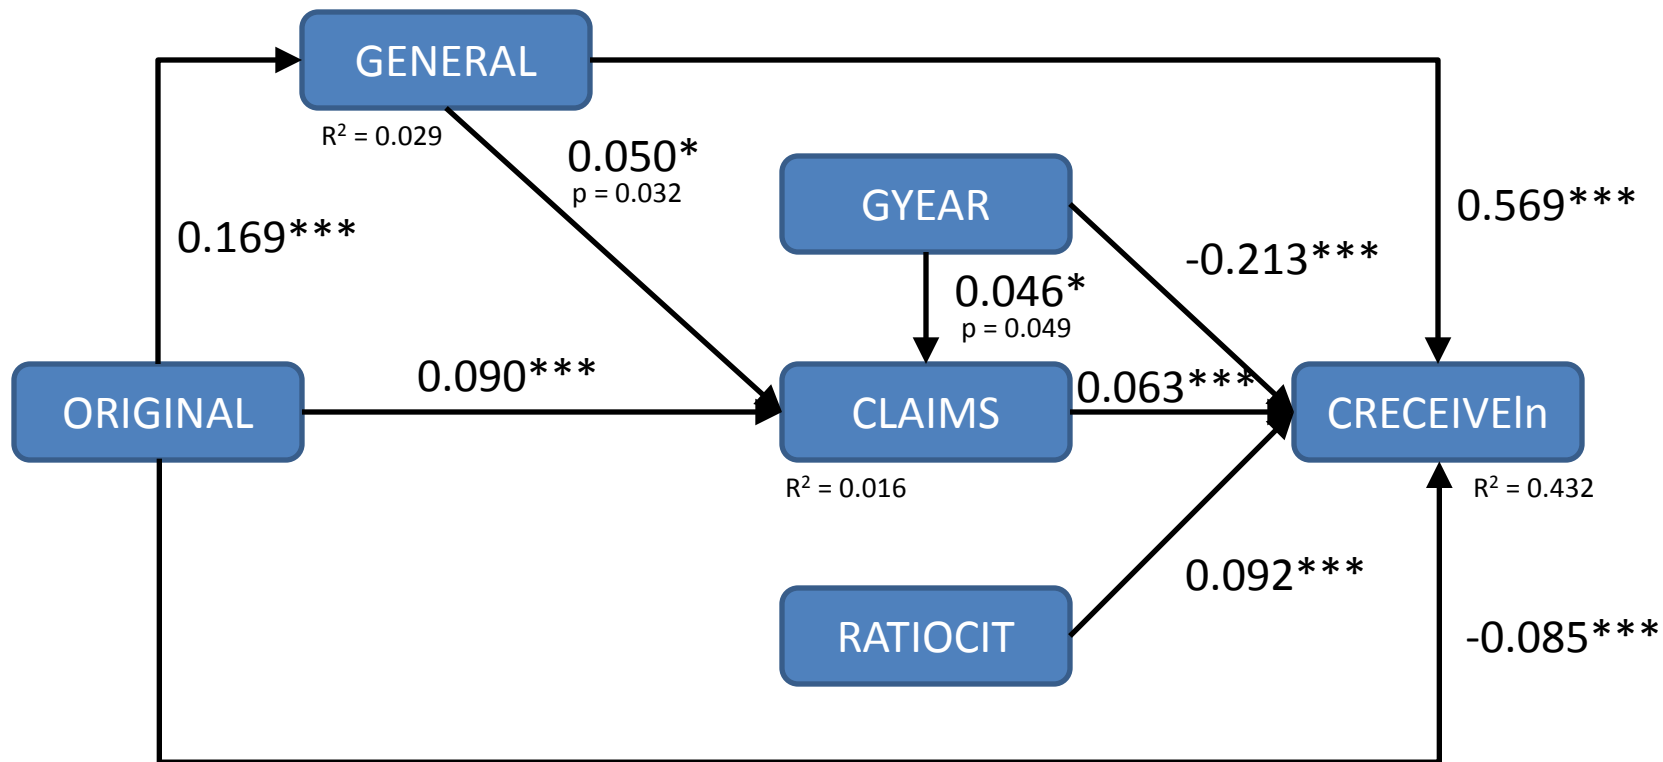 GENERAL
R² = 0.029
0.050*
p = 0.032
GYEAR
0.569***
0.169***
-0.213***
0.046*
p = 0.049
0.090***
0.063***
ORIGINAL
CLAIMS
CRECEIVEln
R² = 0.016
R² = 0.432
0.092***
RATIOCIT
-0.085***